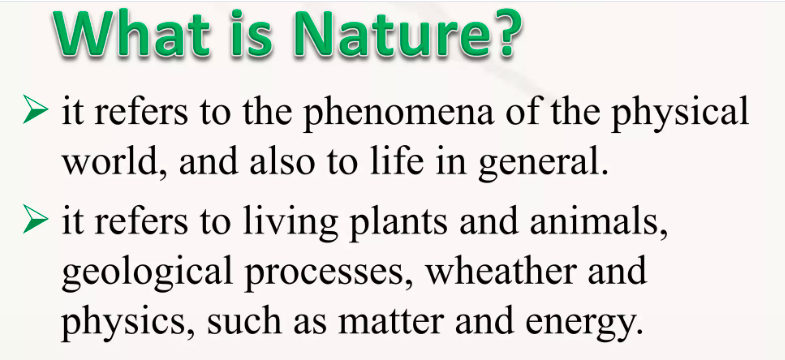 What is Nature?
it refers to the phenomena of the physical
world, and also to life in general.
it refers to living plants and animals,
geological processes, wheather and
physics, such as matter and energy.